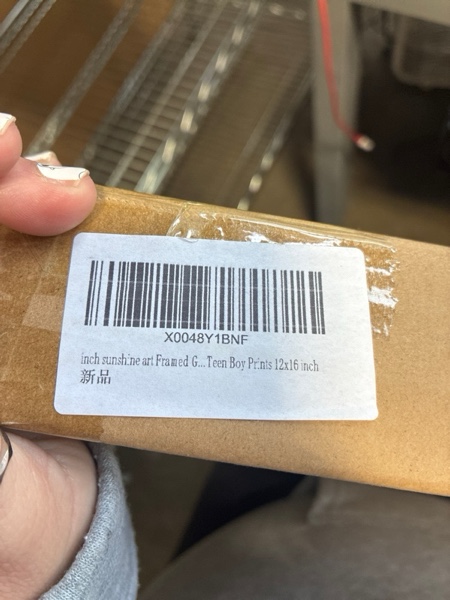 X0048Y1BNF
inch sunshine art Framed G...Teen Boy Prints 12x16 inch
新品